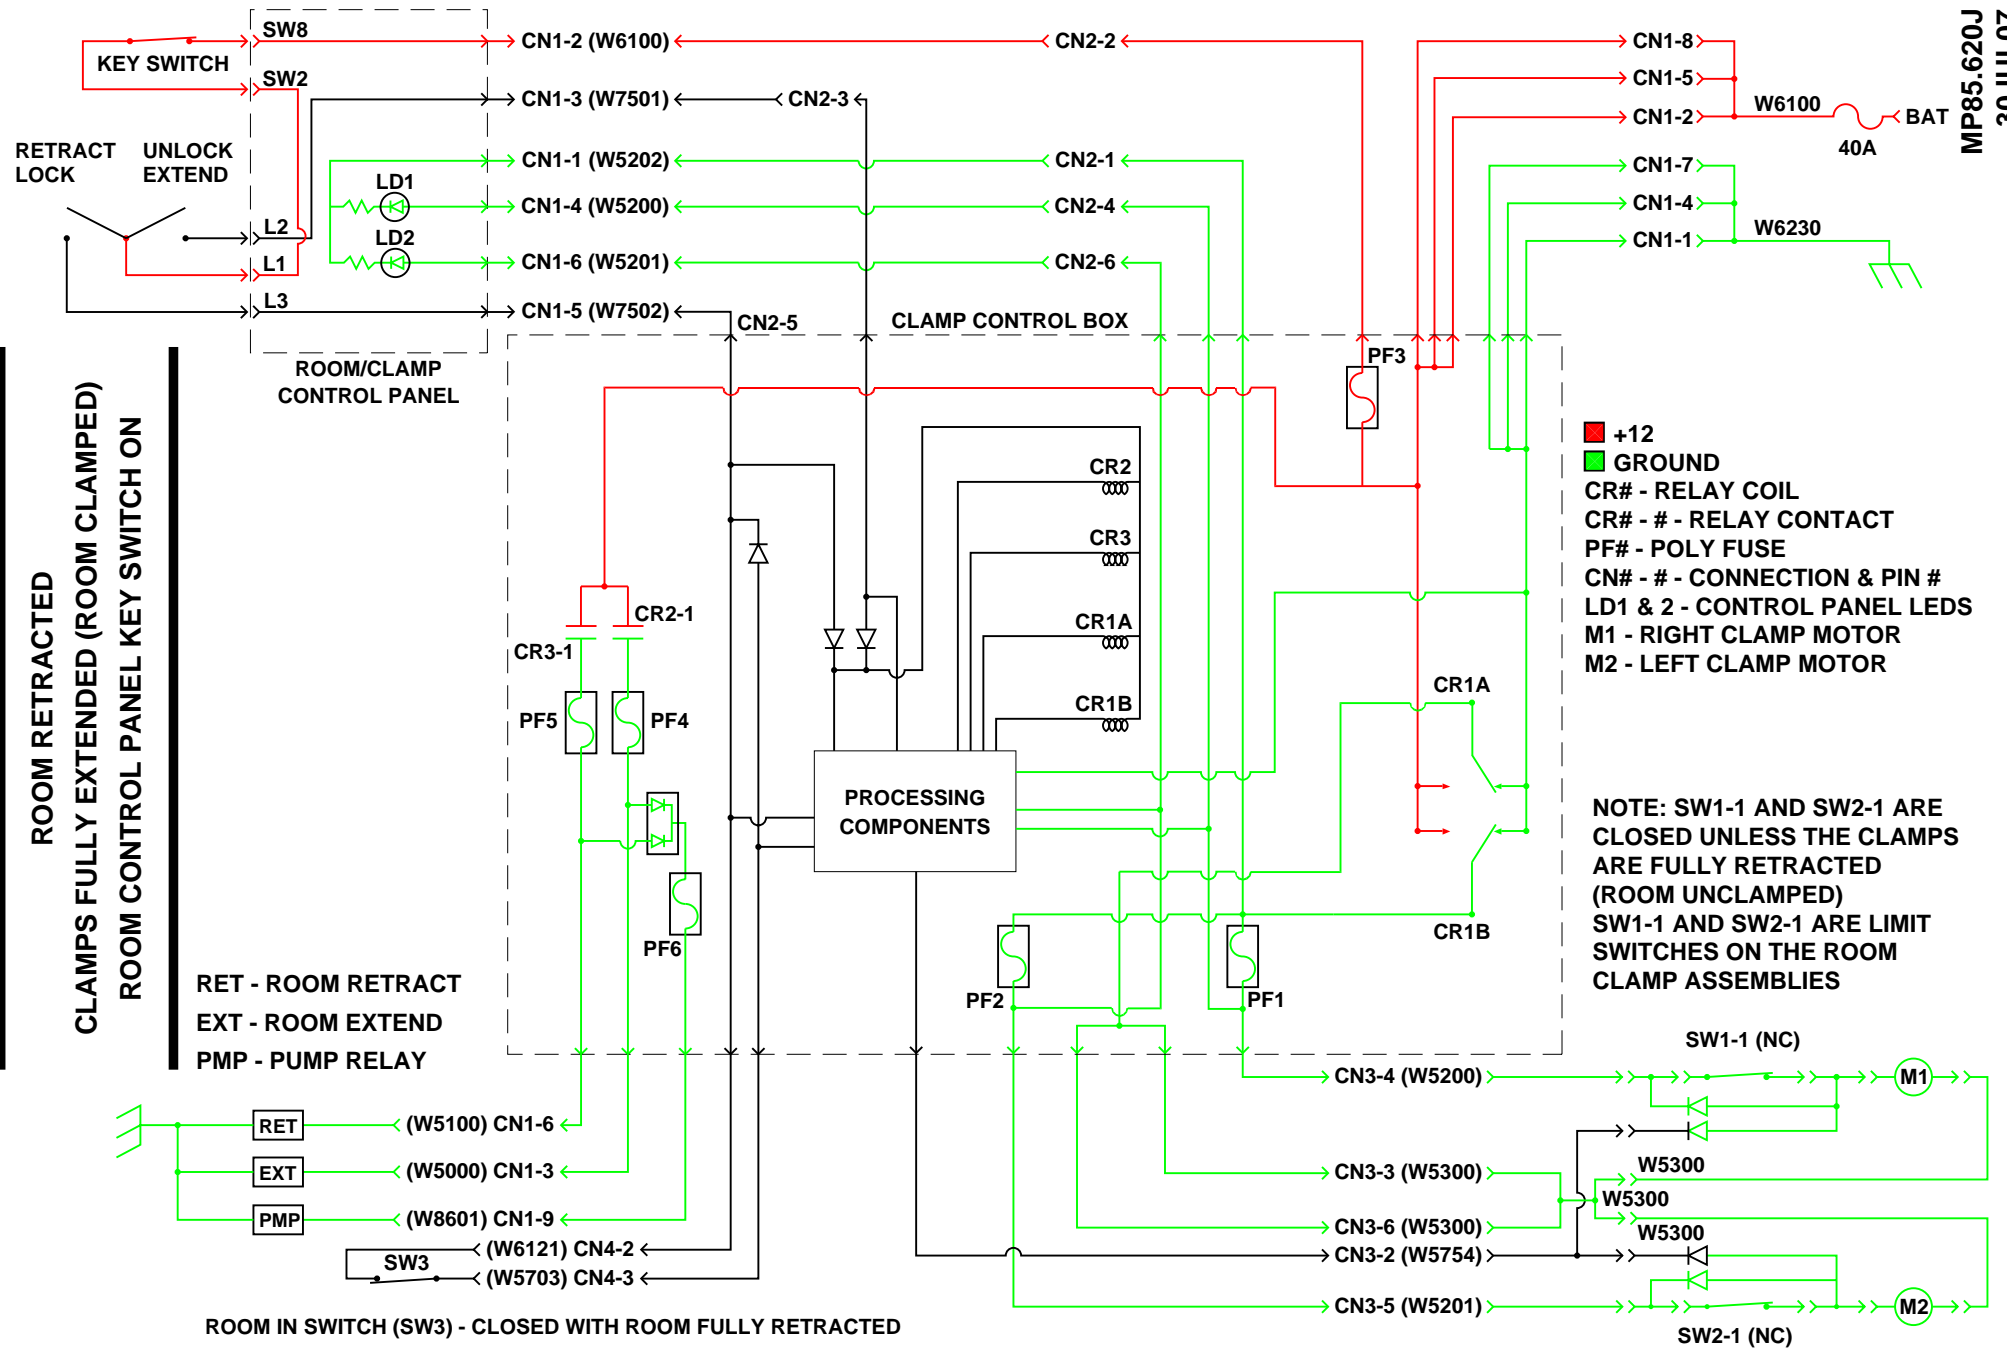 SW8
KEY SWITCH
SW2
RETRACT
LOCK
UNLOCK
EXTEND
L2
L1
L3
LD1
LD2
ROOM/CLAMP
CONTROL PANEL
CN1-2 (W6100)
CN2-2
CN1-3 (W7501)
CN2-3
CN1-1 (W5202)
CN2-1
CN1-4 (W5200)
CN2-4
CN1-6 (W5201)
CN2-6
CN1-5 (W7502)
CN2-5
CLAMP CONTROL BOX
CN1-8
CN1-5
CN1-2
W6100
40A
BAT
CN1-7
CN1-4
CN1-1
W6230
MP85.620J
ROOM RETRACTED
CLAMPS FULLY EXTENDED (ROOM CLAMPED)
ROOM CONTROL PANEL KEY SWITCH ON
PF3
CR2
CR3
CR1A
CR1B
CR2-1
CR3-1
PF5
PF4
PF6
PROCESSING
COMPONENTS
CR1A
CR1B
PF2
PF1
+12
GROUND
CR# - RELAY COIL
CR# - # - RELAY CONTACT
PF# - POLY FUSE
CN# - # - CONNECTION & PIN #
LD1 & 2 - CONTROL PANEL LEDS
M1 - RIGHT CLAMP MOTOR
M2 - LEFT CLAMP MOTOR
NOTE: SW1-1 AND SW2-1 ARE
CLOSED UNLESS THE CLAMPS
ARE FULLY RETRACTED
(ROOM UNCLAMPED)
SW1-1 AND SW2-1 ARE LIMIT
SWITCHES ON THE ROOM
CLAMP ASSEMBLIES
RET - ROOM RETRACT
EXT - ROOM EXTEND
PMP - PUMP RELAY
RET
(W5100) CN1-6
EXT
(W5000) CN1-3
PMP
(W8601) CN1-9
(W6121) CN4-2
SW3
(W5703) CN4-3
ROOM IN SWITCH (SW3) - CLOSED WITH ROOM FULLY RETRACTED
SW1-1 (NC)
CN3-4 (W5200)
M1
CN3-3 (W5300)
W5300
W5300
CN3-6 (W5300)
W5300
CN3-2 (W5754)
CN3-5 (W5201)
M2
SW2-1 (NC)